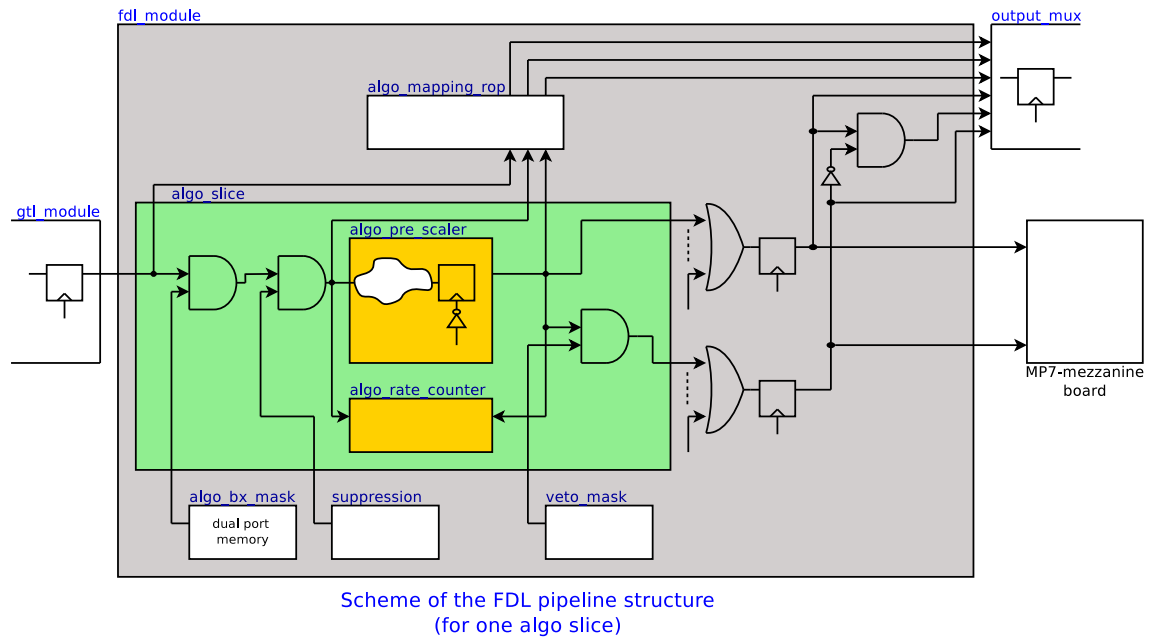 fdl_module
output_mux
algo_mapping_rop
algo_slice
gtl_module
algo_pre_scaler
algo_rate_counter
MP7-mezzanine
board
algo_bx_mask
dual port
memory
suppression
veto_mask
Scheme of the FDL pipeline structure
(for one algo slice)